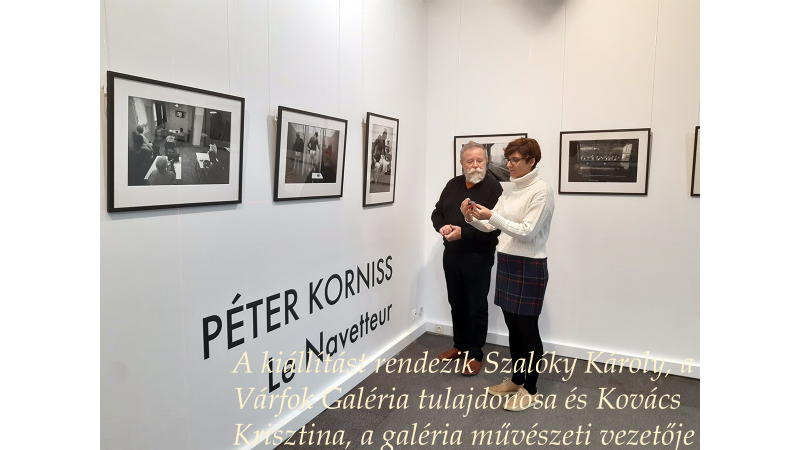 PÉTER KORNISS
Le Navetteur
A kiállítást rendezik Szalóky Károly, a
Várfok Galéria tulajdonosa és Kovács
Krisztina, a galéria művészeti vezetője